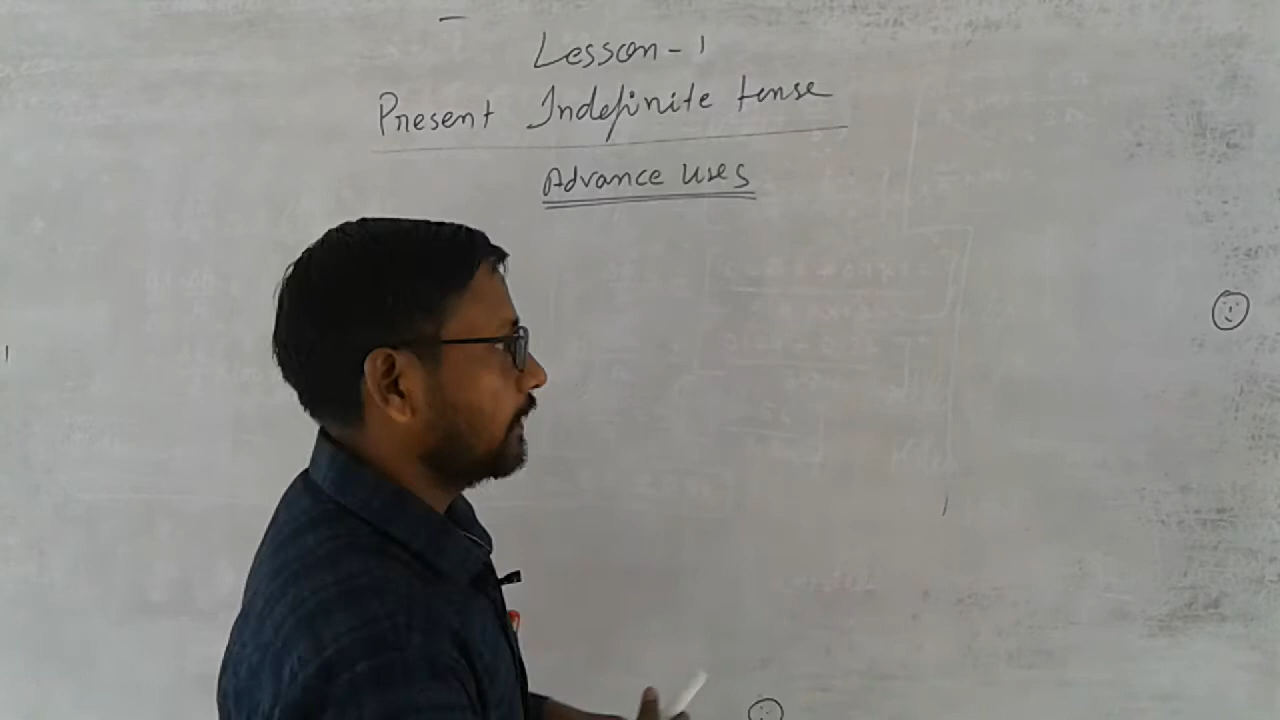 Lesson - 1
Present Indefinite tense
Advance uses